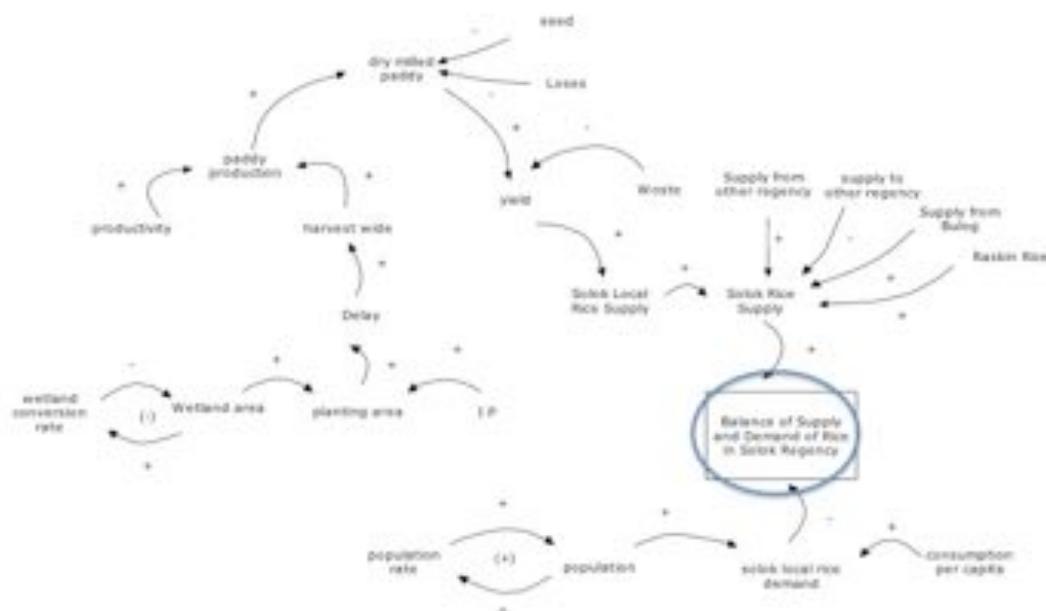 seed
dry milled
paddy
Loses
paddy
production
Waste
Supply from
other regency
supply to
other regency
yield
productivity
harvest wide
Supply from
Bulog
Raskin Rice
Solok Local
Rice Supply
Solok Rice
Supply
Delay
wetland
conversion
rate
(-)
Wetland area
planting area
I P
Balance of Supply
and Demand of Rice
in Solok Regency
population
rate
(+)
population
solok local rice
demand
consumption
per capita